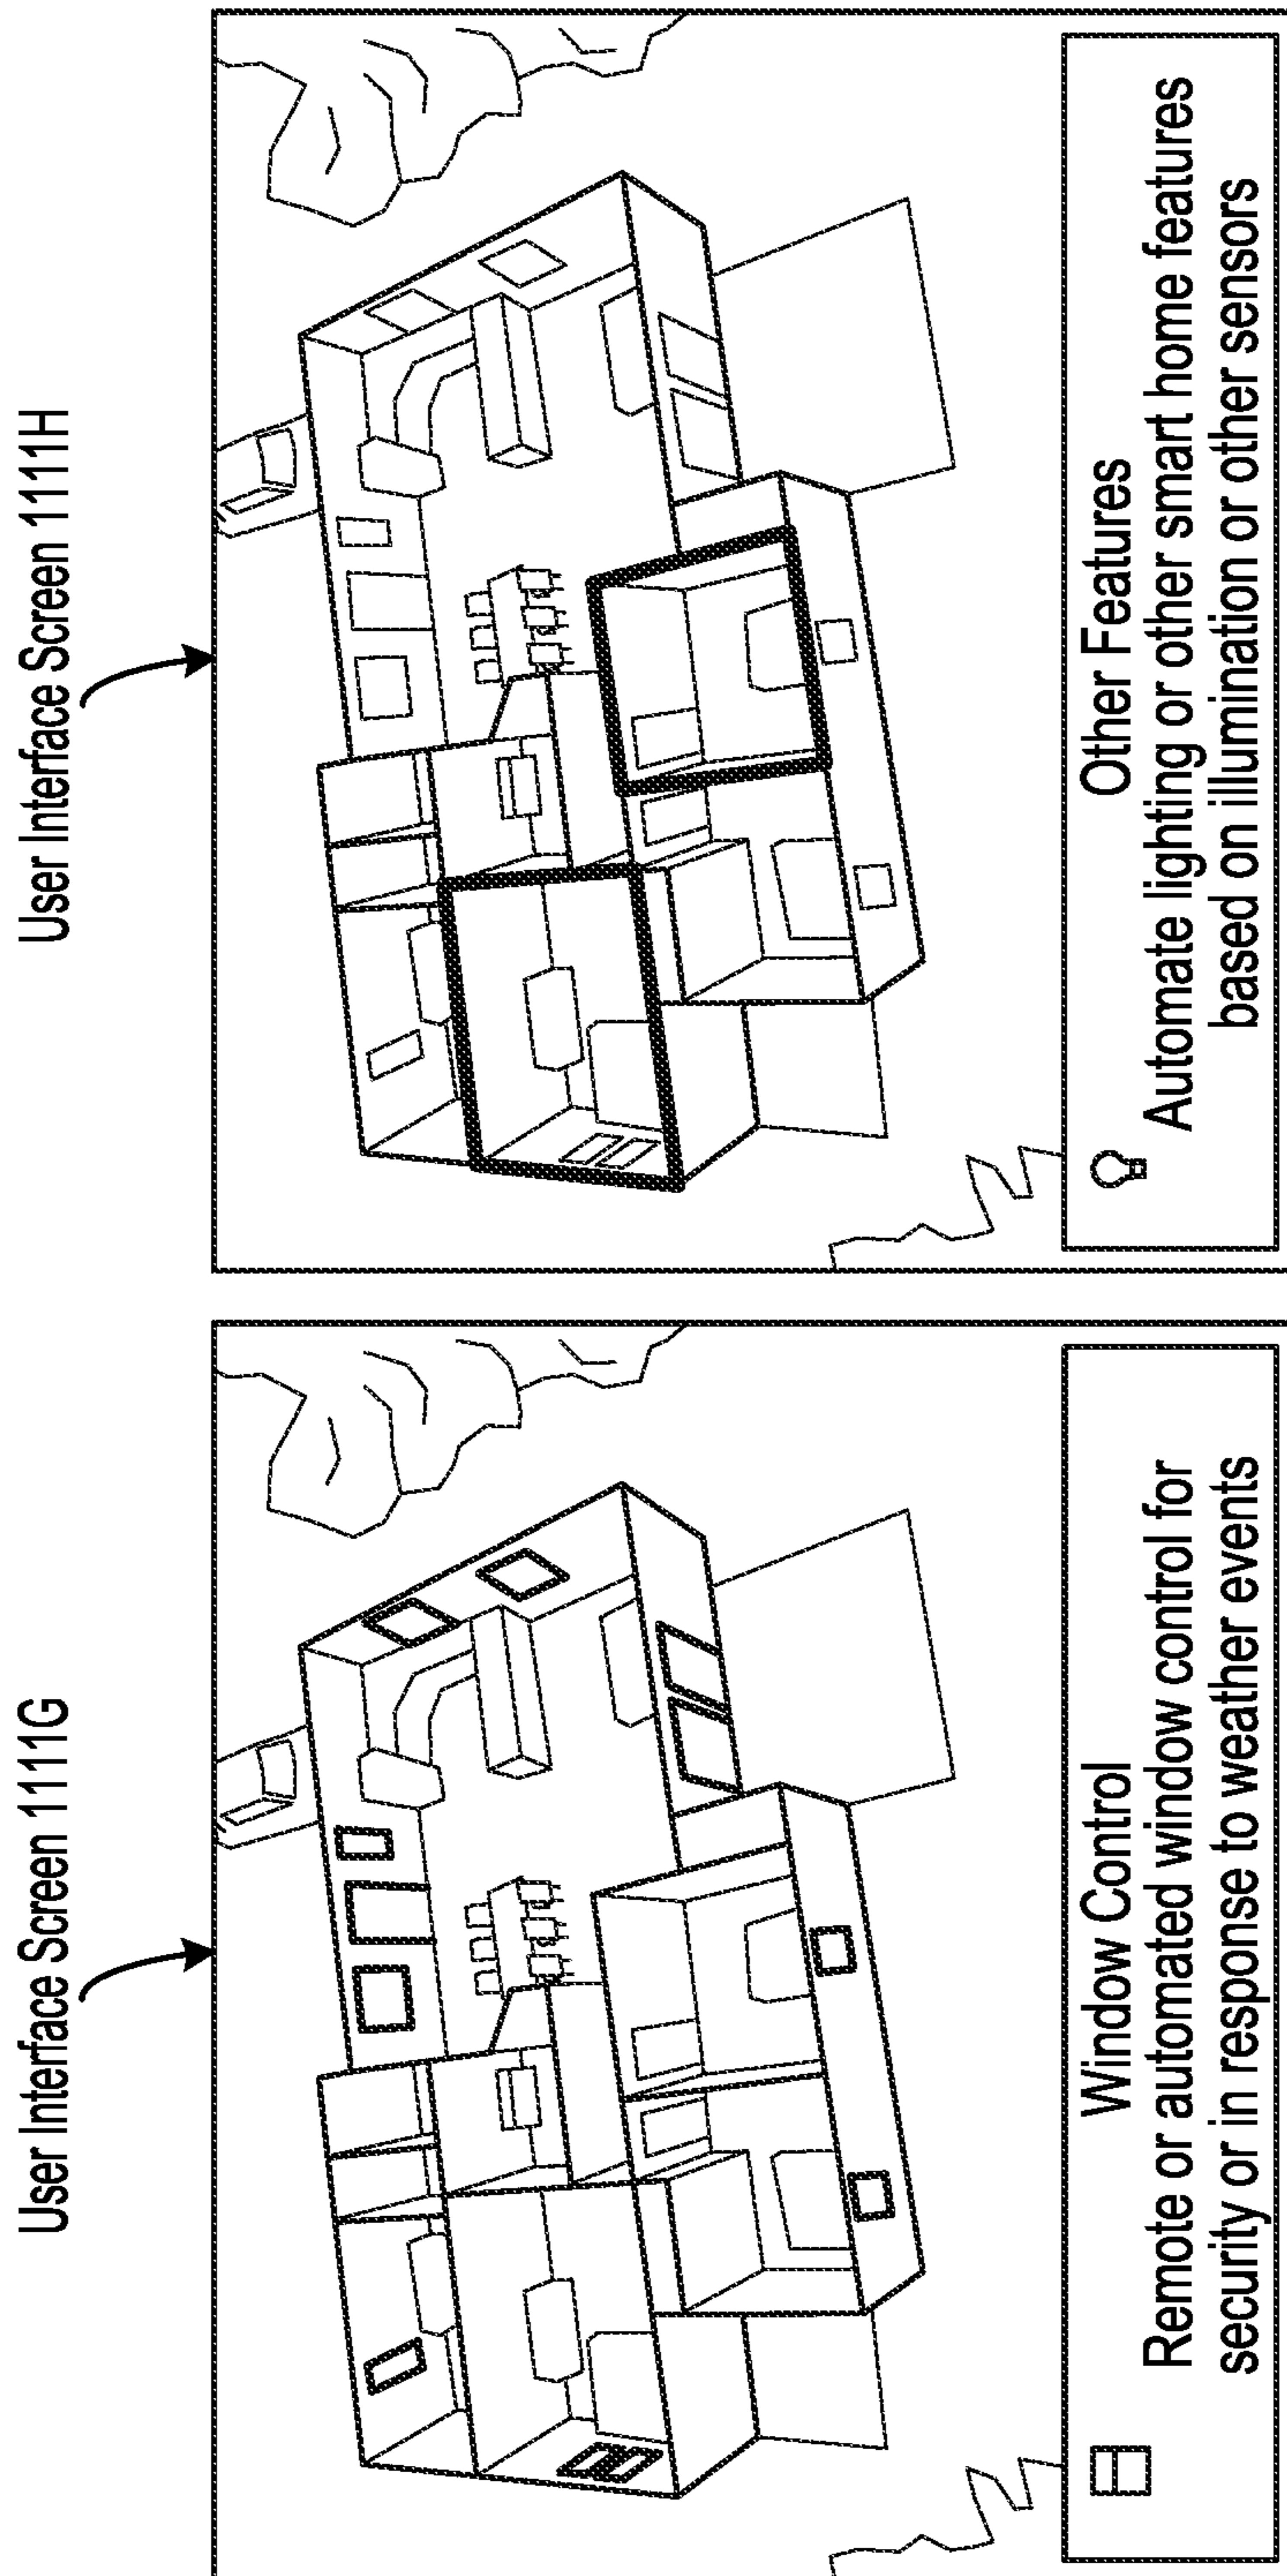 User Interface Screen 1111G
Window Control
Remote or automated window control for
security or in response to weather events
User Interface Screen 1111H
Other Features
Automate lighting or other smart home features
based on illumination or other sensors